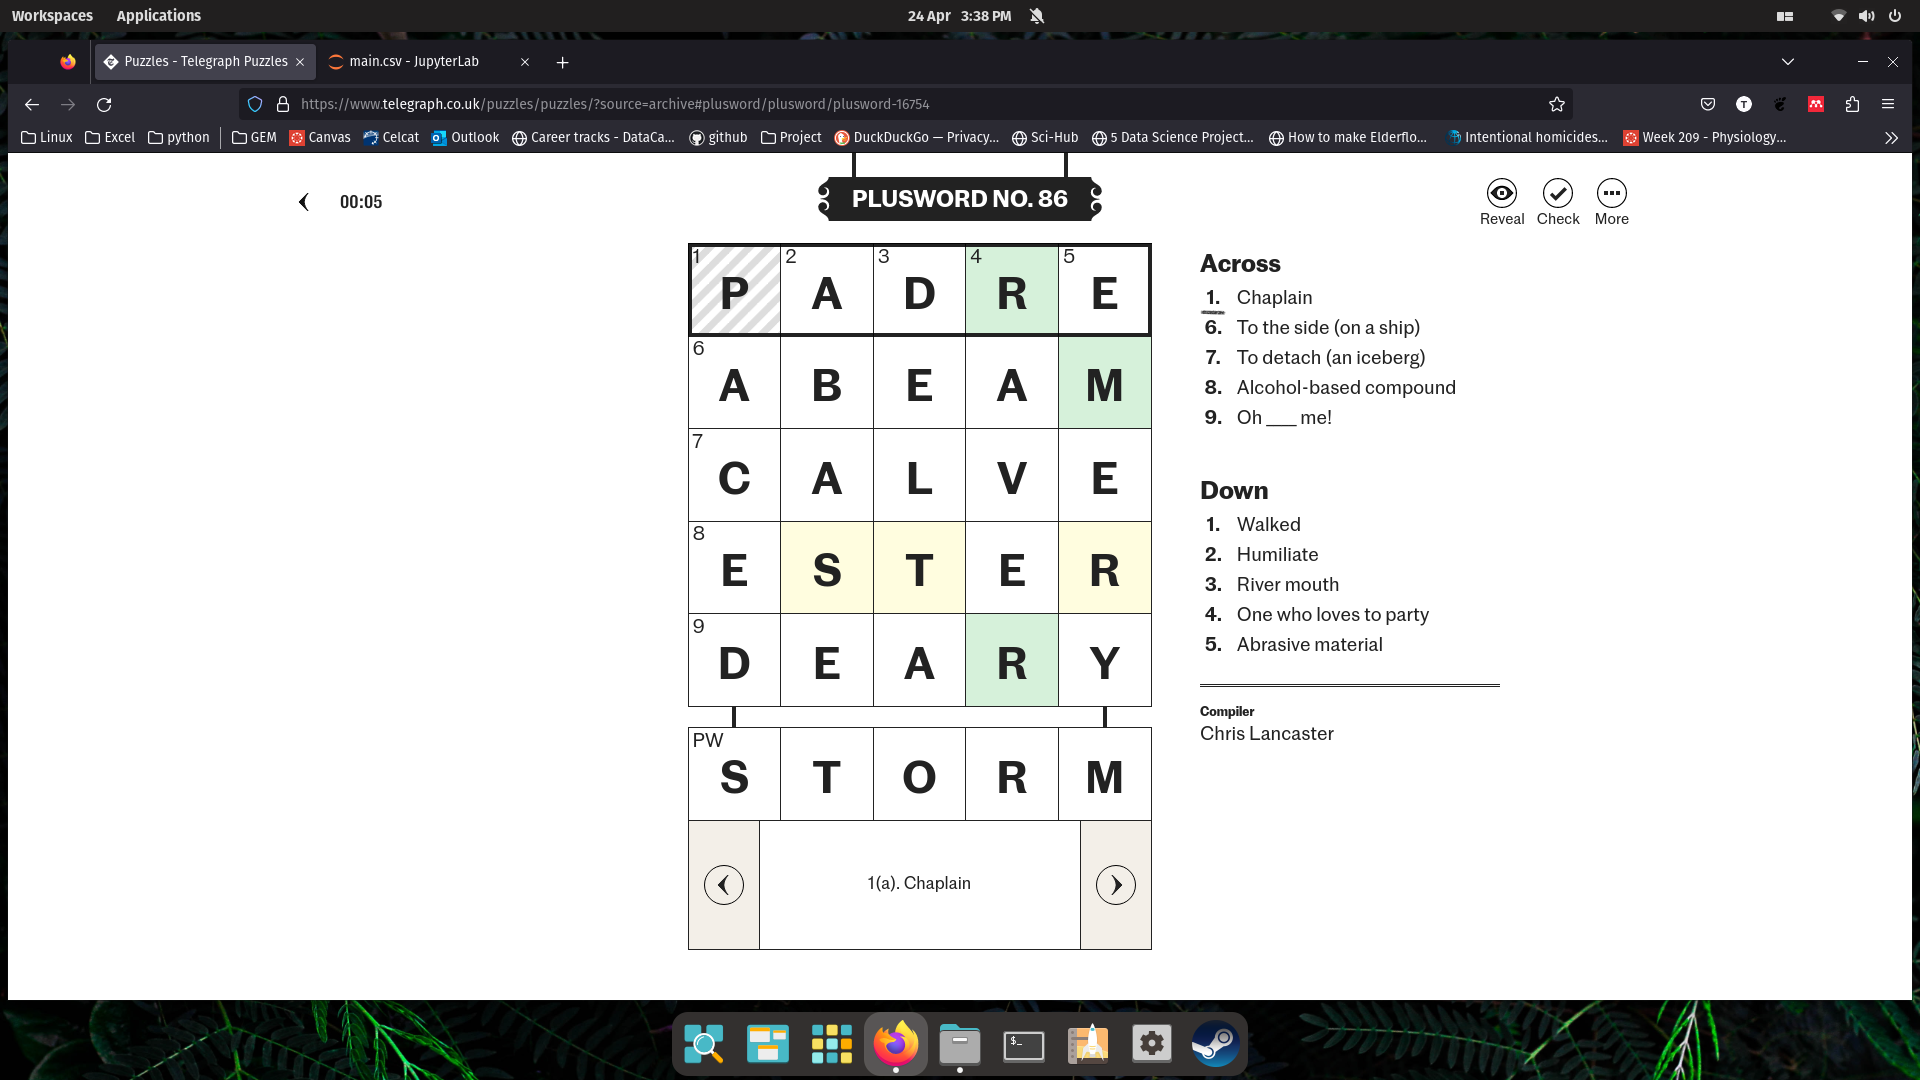 Workspaces Applications 24 Apr 3:38 PM
Puzzles - Telegraph Puzzles main.csv - JupyterLab
https://www.telegraph.co.uk/puzzles/puzzles/?source=archive#plusword/plusword/plusword-16754
Linux Excel python GEM Canvas Celcat Outlook Career tracks - DataCa... github Project DuckDuckGo — Privacy... Sci-Hub 5 Data Science Project... How to make Elderflo... Intentional homicides... Week 209 - Physiology...
00:05
PLUSWORD NO. 86
Reveal Check More
1 P 2 A 3 D 4 R 5 E
6 A B E A M
7 C A L V E
8 E S T E R
9 D E A R Y
PW S T O R M
1(a). Chaplain
Across
1. Chaplain
6. To the side (on a ship)
7. To detach (an iceberg)
8. Alcohol-based compound
9. Oh ___ me!
Down
1. Walked
2. Humiliate
3. River mouth
4. One who loves to party
5. Abrasive material
Compiler
Chris Lancaster